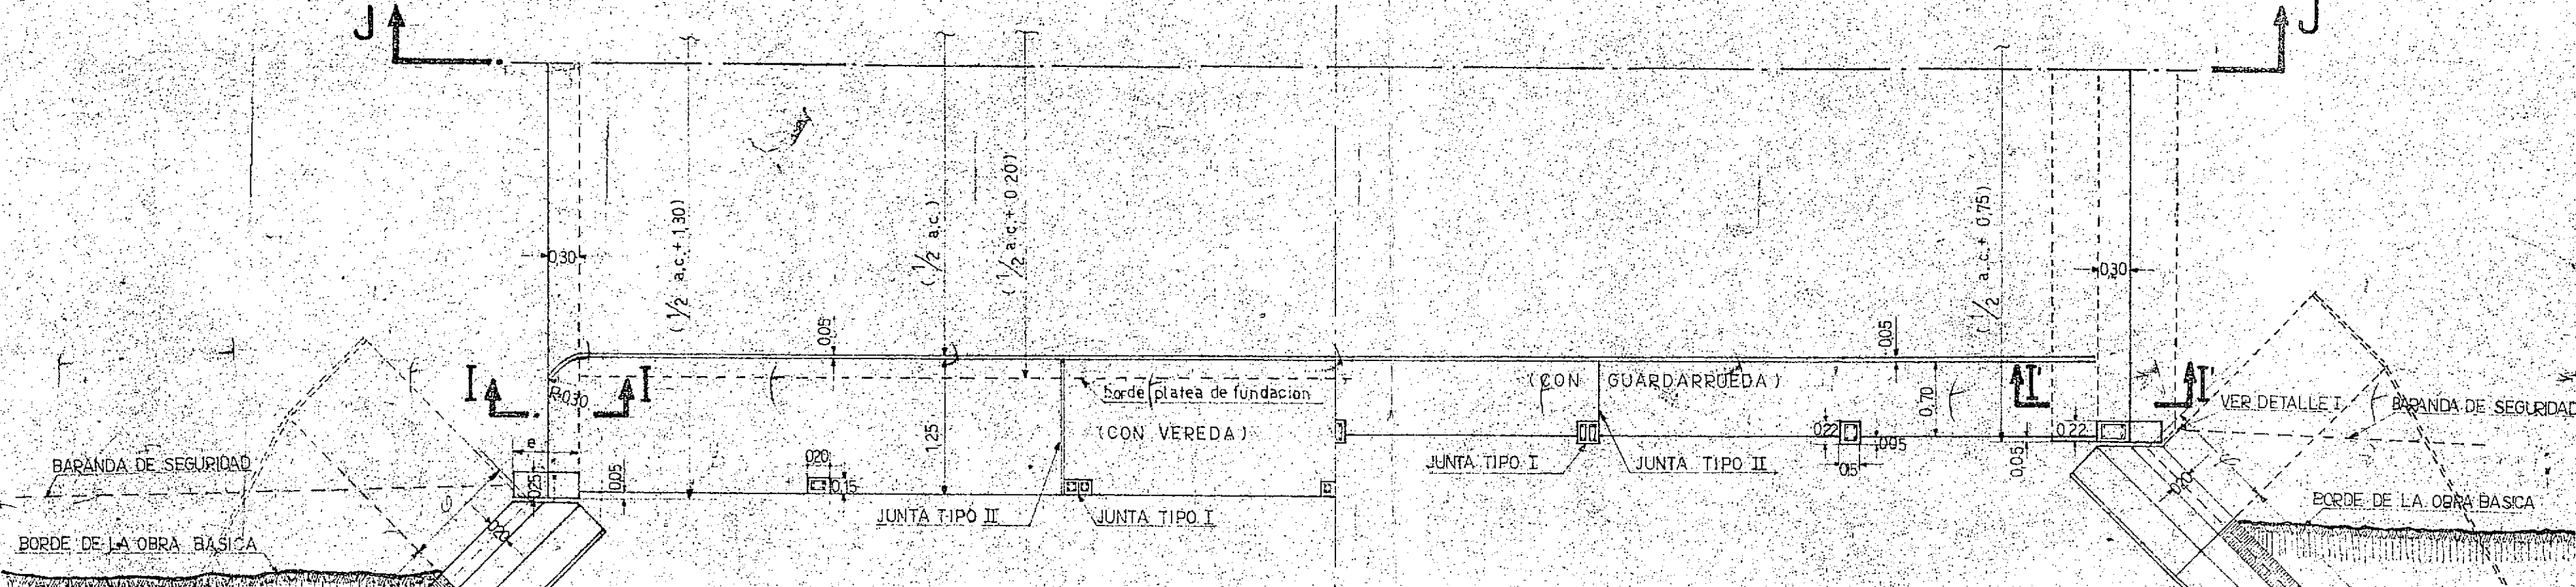 J
J
(1/2 a.c.+ 1.30)
(1/2 a.c.)
(1/2 a.c.+ 0.20)
(1/2 a.c.+ 0,75)
0,30
0,30
0.05
0.05
I
I
R=0.30
borde platea de fundacion
(CON GUARDARRUEDA)
0,70
I'
I'
VER DETALLE I
BARANDA DE SEGURIDAD
(CON VEREDA)
1,25
0.22
0.05
0.22
0.05
e
BARANDA DE SEGURIDAD
0.25
0.05
0.20
0.15
JUNTA TIPO I
JUNTA TIPO II
0.20
JUNTA TIPO II
JUNTA TIPO I
BORDE DE LA OBRA BASICA
0.20
BORDE DE LA OBRA BASICA